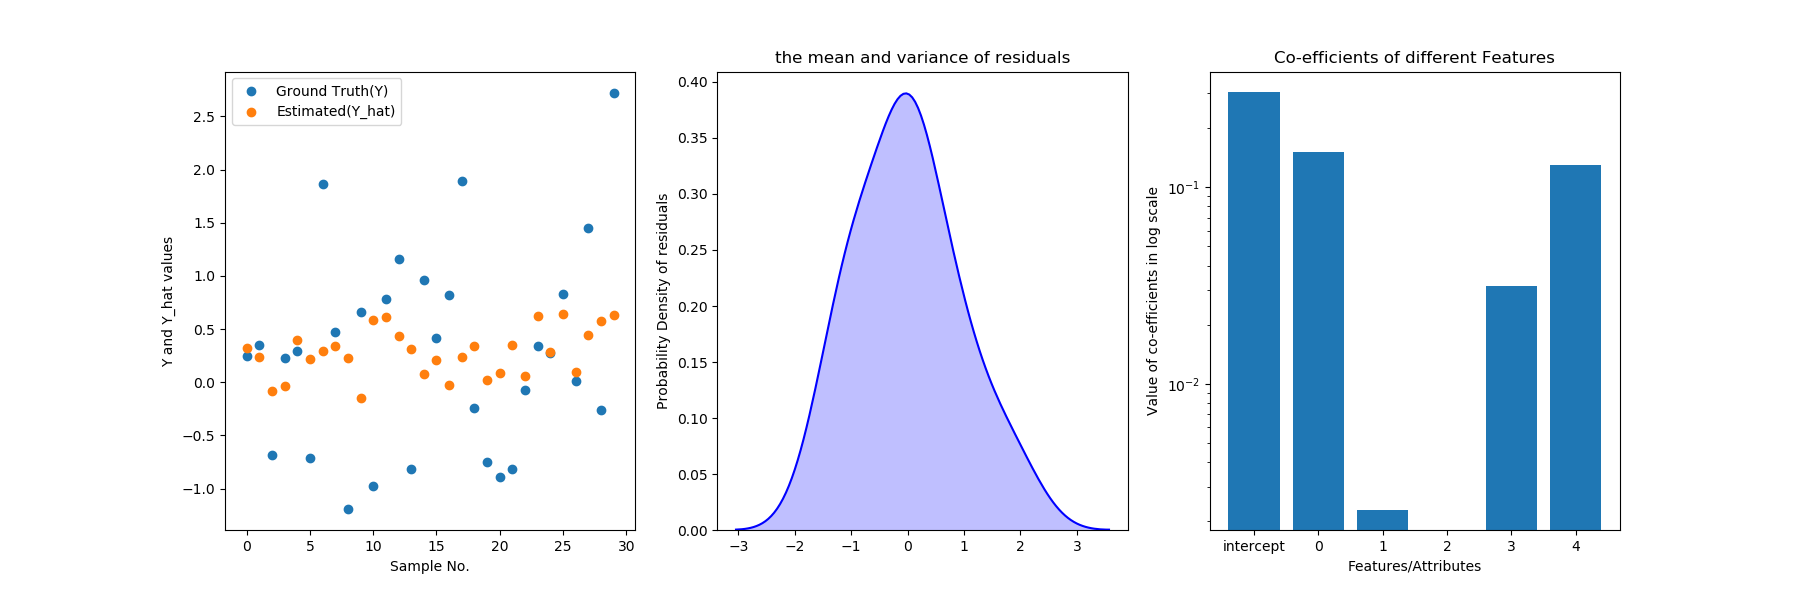 Ground Truth(Y)
Estimated(Y_hat)
Y and Y_hat values
2.5
2.0
1.5
1.0
0.5
0.0
−0.5
−1.0
0 5 10 15 20 25 30
Sample No.
the mean and variance of residuals
Probability Density of residuals
0.40
0.35
0.30
0.25
0.20
0.15
0.10
0.05
0.00
−3 −2 −1 0 1 2 3
Co-efficients of different Features
Value of co-efficients in log scale
10⁻¹
10⁻²
intercept 0 1 2 3 4
Features/Attributes